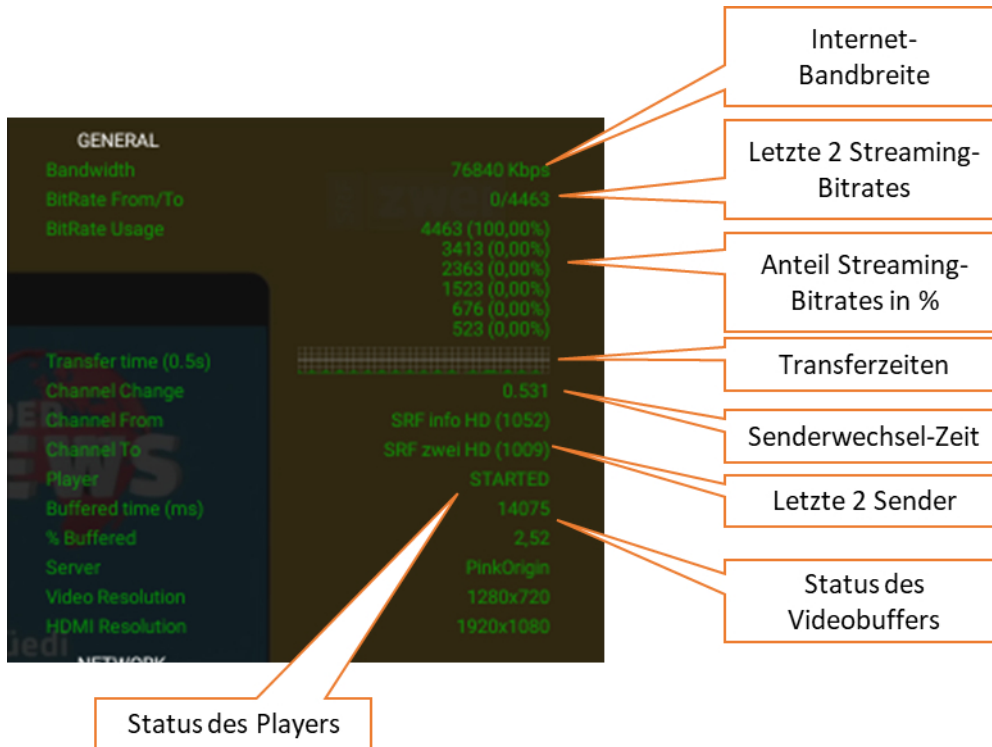 Internet-
Bandbreite
GENERAL
Bandwidth 76840 Kbps
Letzte 2 Streaming-
Bitrates
BitRate From/To 0/4463
zwei
BitRate Usage 4463 (100,00%)
3413 (0,00%)
2363 (0,00%)
1523 (0,00%)
676 (0,00%)
523 (0,00%)
Anteil Streaming-
Bitrates in %
Transfer time (0.5s)
Transferzeiten
Channel Change 0.531
Channel From SRF info HD (1052)
Senderwechsel-Zeit
Channel To SRF zwei HD (1009)
Player STARTED
Letzte 2 Sender
Buffered time (ms) 14075
% Buffered 2,52
Server PinkOrigin
Video Resolution 1280x720
HDMI Resolution 1920x1080
Status des
Videobuffers
DER
EWS
üedi
NETWORK
Status des Players